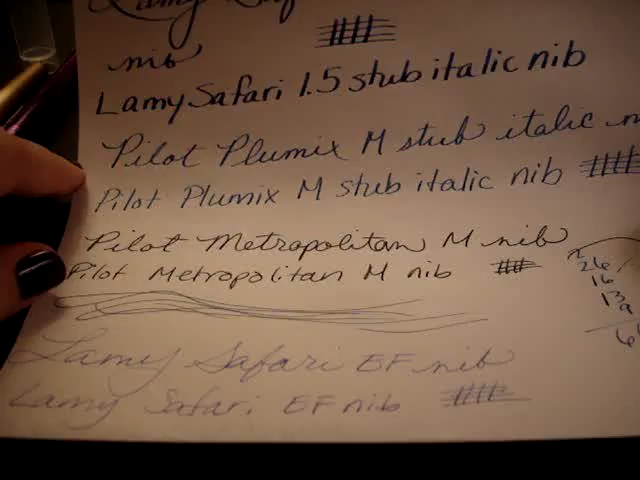 nib
Lamy Safari 1.5 stub italic nib
Pilot Plumix M stub italic
Pilot Plumix M stub italic nib
Pilot Metropolitan M nib
Pilot Metropolitan M nib
26
16
Lamy Safari EF nib
Lamy Safari EF nib